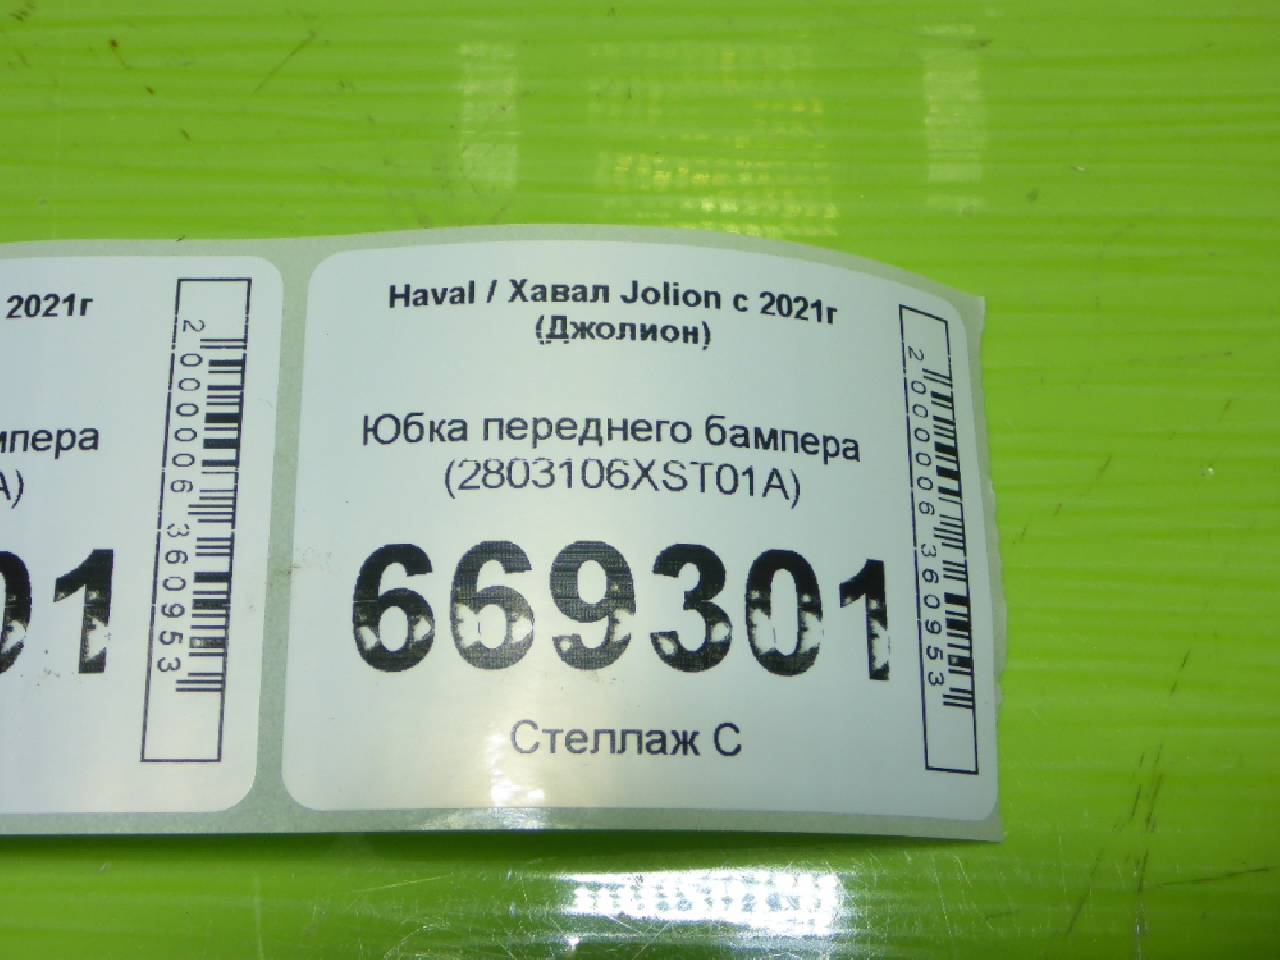 2021г
мпера
А)
01
2000006360953
Haval / Хавал Jolion с 2021г
(Джолион)
Юбка переднего бампера
(2803106XST01A)
669301
Стеллаж С
2000006360953